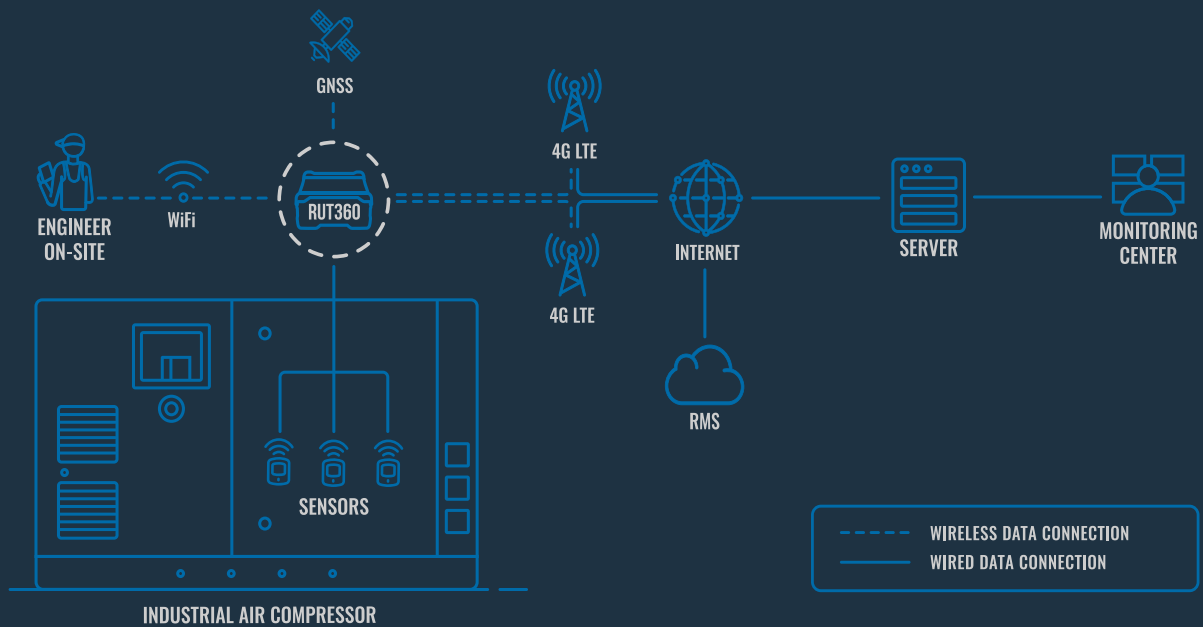 GNSS
4G LTE
ENGINEER
ON-SITE
WiFi
RUT360
INTERNET
SERVER
MONITORING
CENTER
4G LTE
RMS
SENSORS
WIRELESS DATA CONNECTION
WIRED DATA CONNECTION
INDUSTRIAL AIR COMPRESSOR